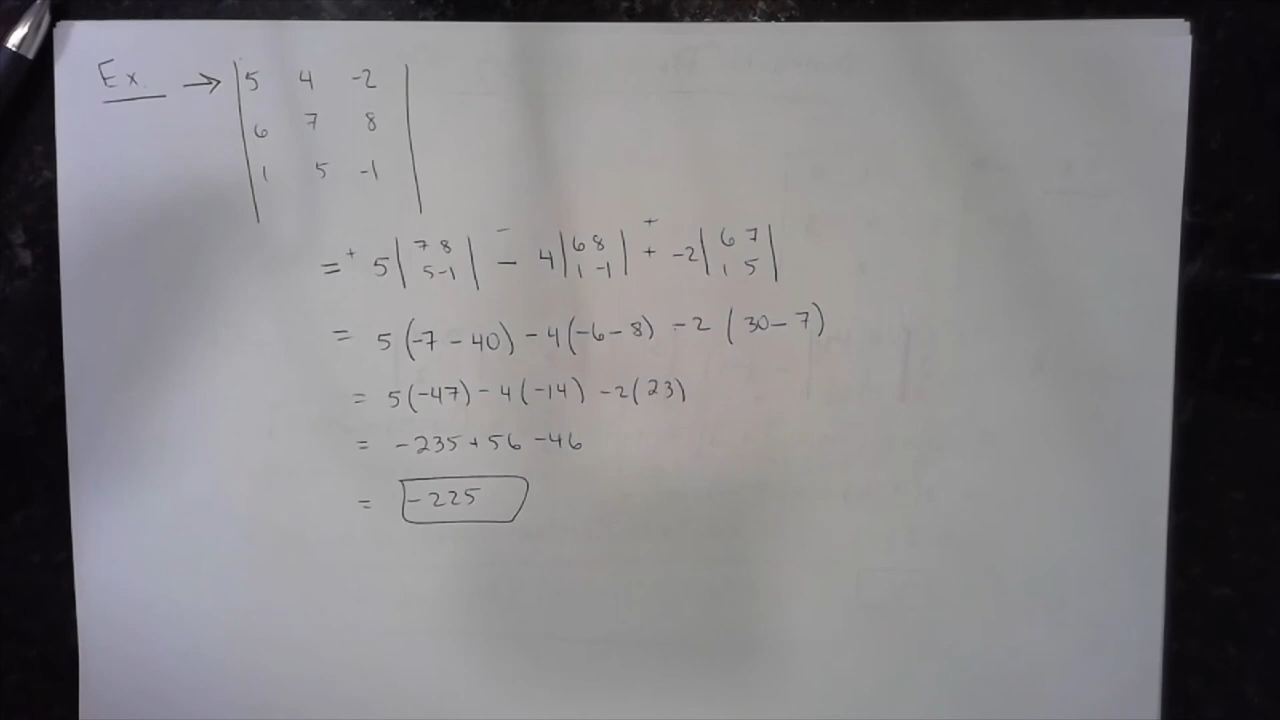 Ex. → | 5 4 -2 |
| 6 7 8 |
| 1 5 -1 |
= + 5 | 7 8 ; 5 -1 | - − 4 | 6 8 ; 1 -1 | + + -2 | 6 7 ; 1 5 |
= 5(-7 - 40) - 4(-6 - 8) - 2(30 - 7)
= 5(-47) - 4(-14) - 2(23)
= -235 + 56 - 46
= -225